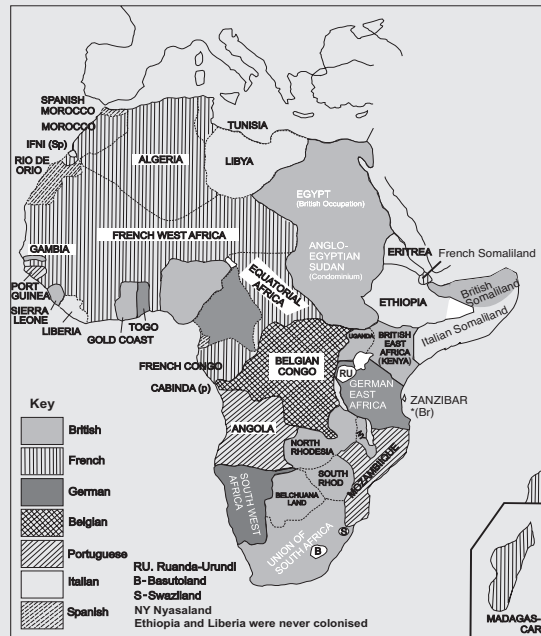 SPANISH
MOROCCO
MOROCCO
IFNI (Sp)
RIO DE
ORIO
ALGERIA
TUNISIA
LIBYA
EGYPT
(British Occupation)
FRENCH WEST AFRICA
ANGLO-
EGYPTIAN
SUDAN
(Condominium)
EQUATORIAL
AFRICA
ERITREA
French Somaliland
British
Somaliland
ETHIOPIA
Italian Somaliland
GAMBIA
PORT
GUINEA
SIERRA
LEONE
LIBERIA
TOGO
GOLD COAST
FRENCH CONGO
CABINDA (p)
BELGIAN
CONGO
UGANDA
BRITISH
EAST
AFRICA
(KENYA)
RU
GERMAN
EAST
AFRICA
ZANZIBAR
*(Br)
ANGOLA
NORTH
RHODESIA
NY
MOZAMBIQUE
SOUTH
RHOD
SOUTH WEST
AFRICA
BELCHUANA
LAND
UNION OF
SOUTH AFRICA
S
B
Key
British
French
German
Belgian
Portuguese
Italian
Spanish
RU. Ruanda-Urundi
B- Basutoland
S-Swaziland
NY Nyasaland
Ethiopia and Liberia were never colonised
MADAGAS-
CAR